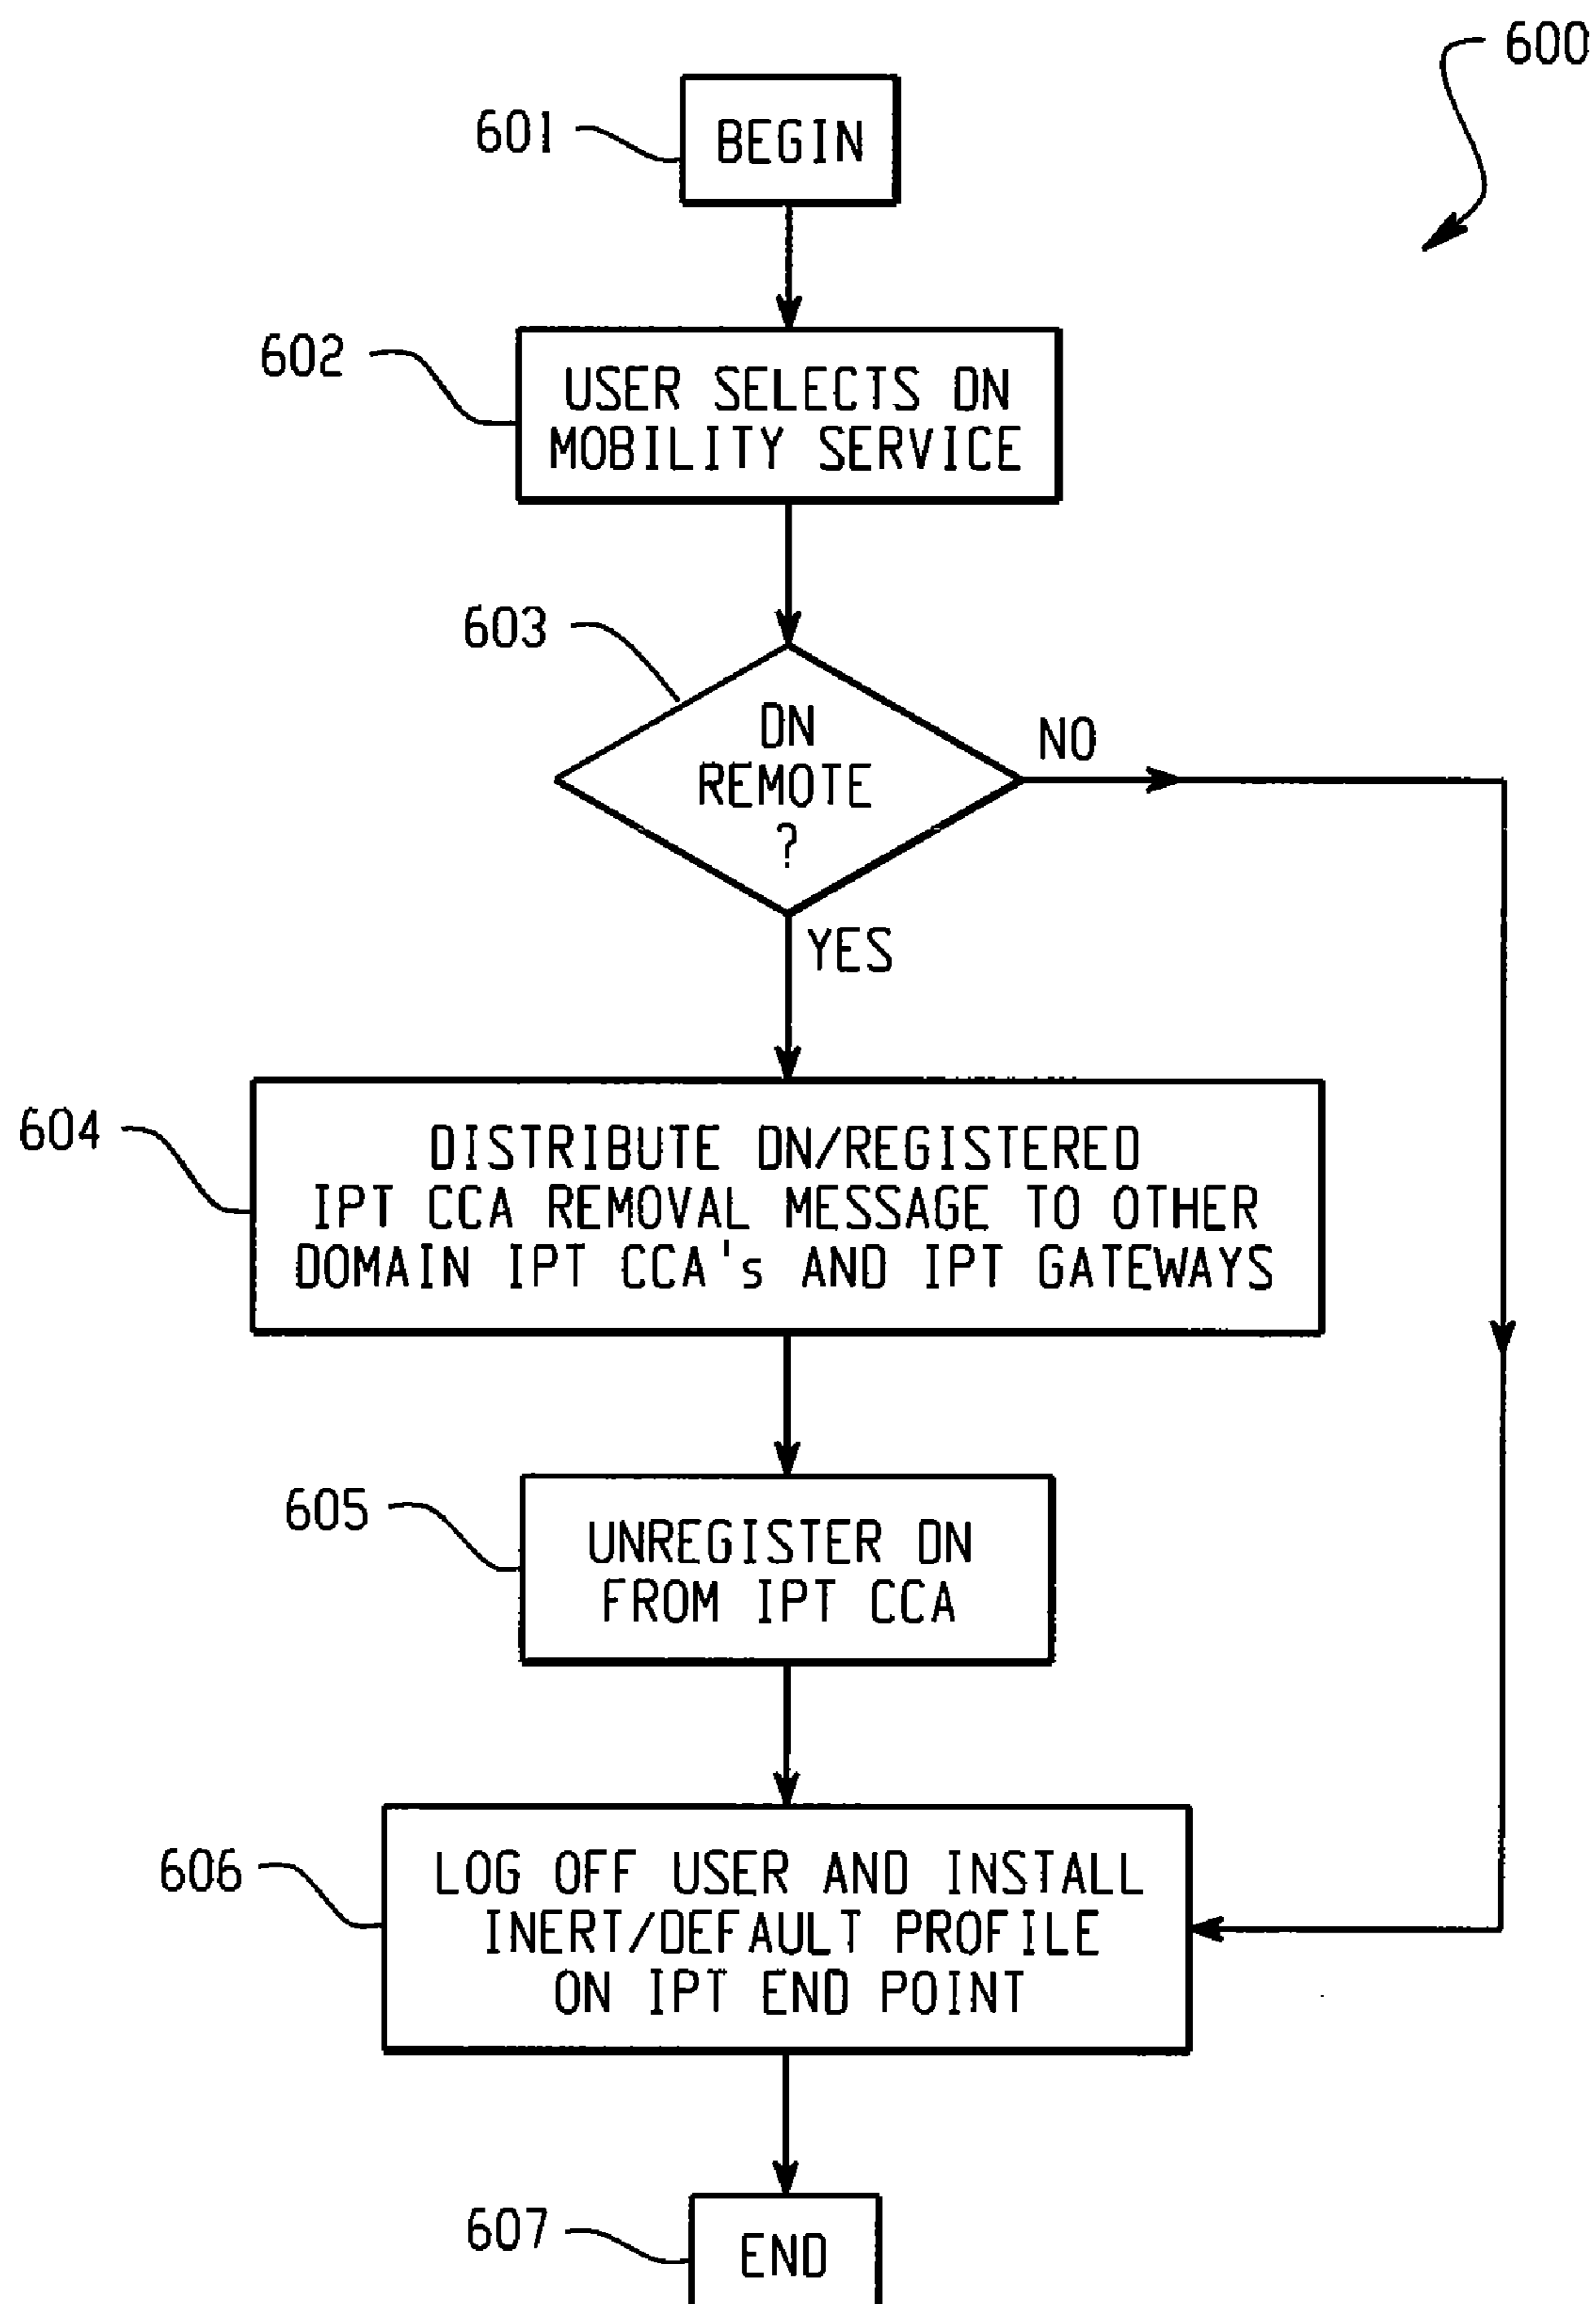 600
601
BEGIN
602
USER SELECTS DN
MOBILITY SERVICE
603
DN
REMOTE
?
NO
YES
604
DISTRIBUTE DN/REGISTERED
IPT CCA REMOVAL MESSAGE TO OTHER
DOMAIN IPT CCA's AND IPT GATEWAYS
605
UNREGISTER DN
FROM IPT CCA
606
LOG OFF USER AND INSTALL
INERT/DEFAULT PROFILE
ON IPT END POINT
607
END